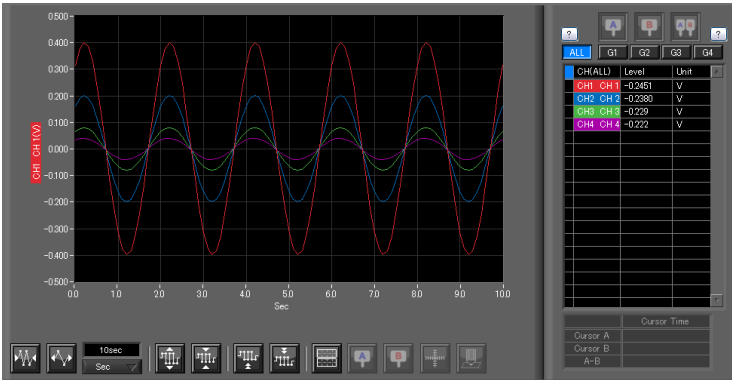 0.500
0.400
0.300
0.200
0.100
0.000
-0.100
-0.200
-0.300
-0.400
-0.500
CH1 CH 1(V)
0.0 1.0 2.0 3.0 4.0 5.0 6.0 7.0 8.0 9.0 10.0
Sec
10sec
Sec
A B
A B
? A B A B ?
ALL G1 G2 G3 G4
CH(ALL) Level Unit
CH1 CH 1 -0.2451 V
CH2 CH 2 -0.2380 V
CH3 CH 3 -0.229 V
CH4 CH 4 -0.222 V
Cursor Time
Cursor A
Cursor B
A-B